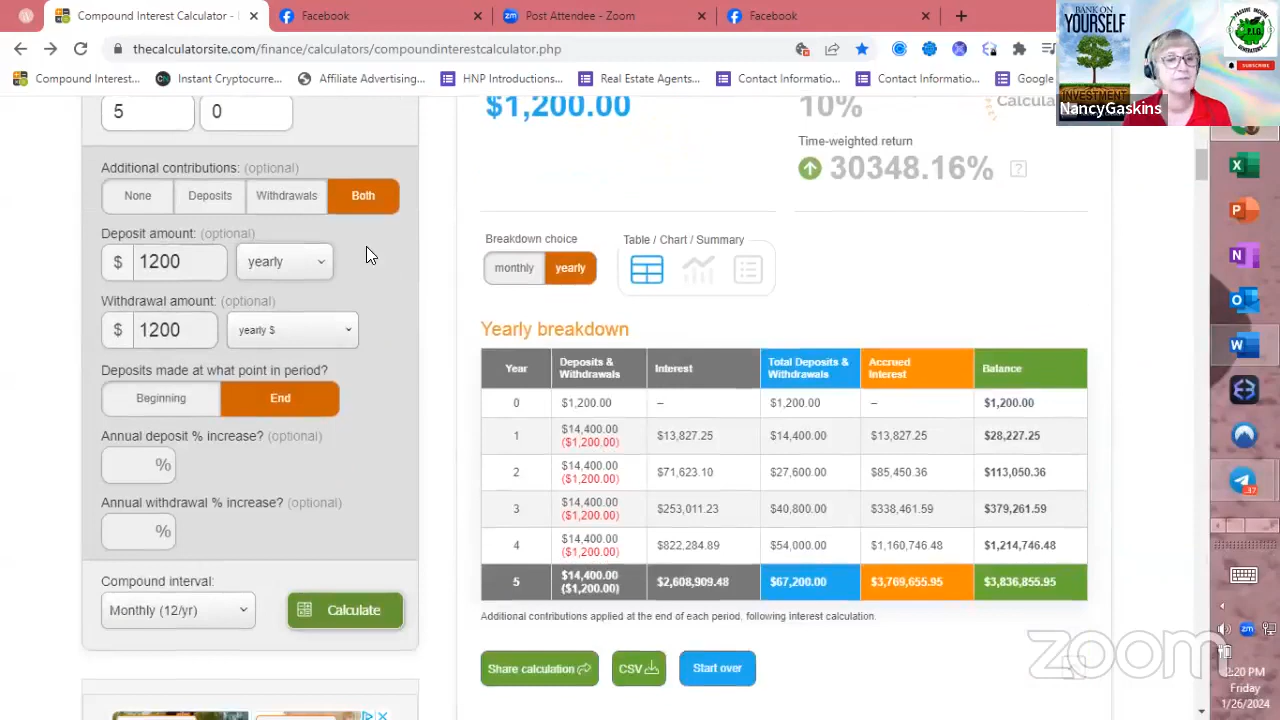 Compound Interest Calculator -
Facebook
Post Attendee - Zoom
Facebook
thecalculatorsite.com/finance/calculators/compoundinterestcalculator.php
Compound Interest...
Instant Cryptocurre...
Affiliate Advertising...
HNP Introductions...
Real Estate Agents...
Contact Informatio...
Contact Informatio...
Google
BANK ON
YOURSELF
INVESTMENT
NancyGaskins
P.I.G.
SUBSCRIBE
5
0
Additional contributions: (optional)
None
Deposits
Withdrawals
Both
Deposit amount: (optional)
$ 1200
yearly
Withdrawal amount: (optional)
$ 1200
yearly $
Deposits made at what point in period?
Beginning
End
Annual deposit % increase? (optional)
%
Annual withdrawal % increase? (optional)
%
Compound interval:
Monthly (12/yr)
Calculate
$1,200.00
10%
Calcula
Time-weighted return
30348.16% ?
Breakdown choice
monthly
yearly
Table / Chart / Summary
Yearly breakdown
Year Deposits & Withdrawals Interest Total Deposits & Withdrawals Accrued Interest Balance
0 $1,200.00 – $1,200.00 – $1,200.00
1 $14,400.00 ($1,200.00) $13,827.25 $14,400.00 $13,827.25 $28,227.25
2 $14,400.00 ($1,200.00) $71,623.10 $27,600.00 $85,450.36 $113,050.36
3 $14,400.00 ($1,200.00) $253,011.23 $40,800.00 $338,461.59 $379,261.59
4 $14,400.00 ($1,200.00) $822,284.89 $54,000.00 $1,160,746.48 $1,214,746.48
5 $14,400.00 ($1,200.00) $2,608,909.48 $67,200.00 $3,769,655.95 $3,836,855.95
Additional contributions applied at the end of each period, following interest calculation.
Share calculation
CSV
Start over
zoom
:20 PM
Friday
1/26/2024